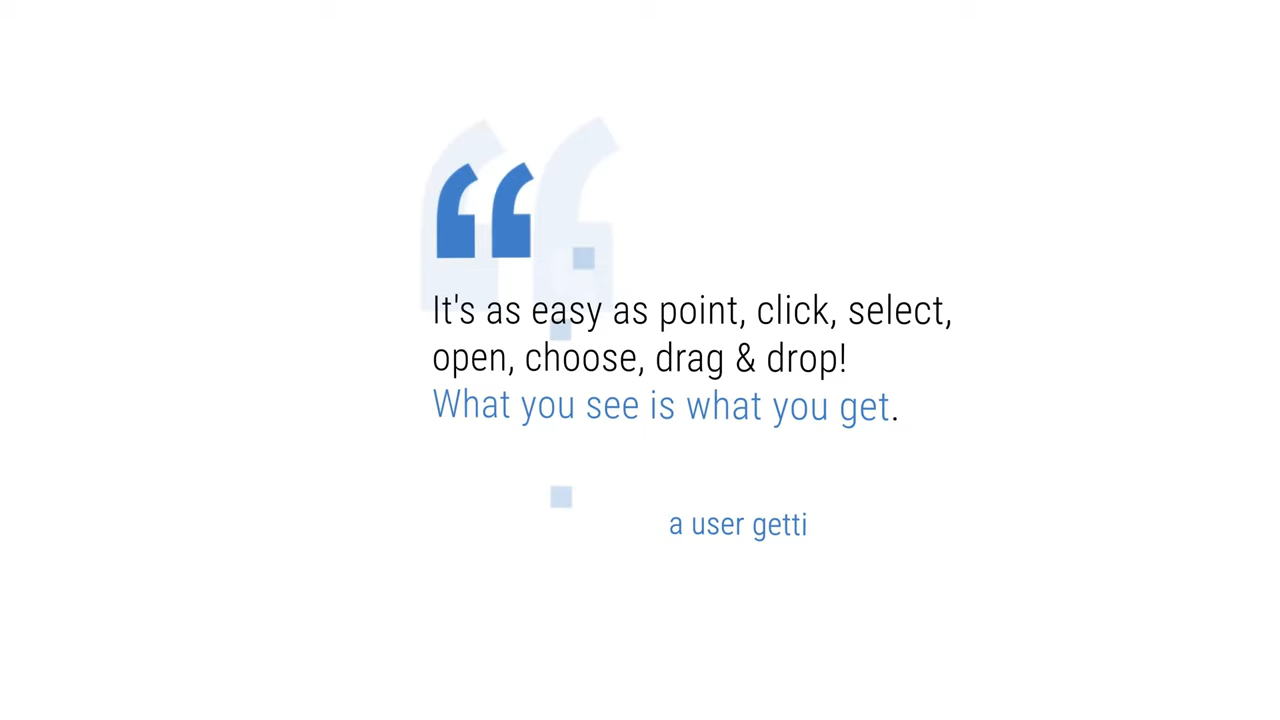 It's as easy as point, click, select,
open, choose, drag & drop!
What you see is what you get.
a user getti